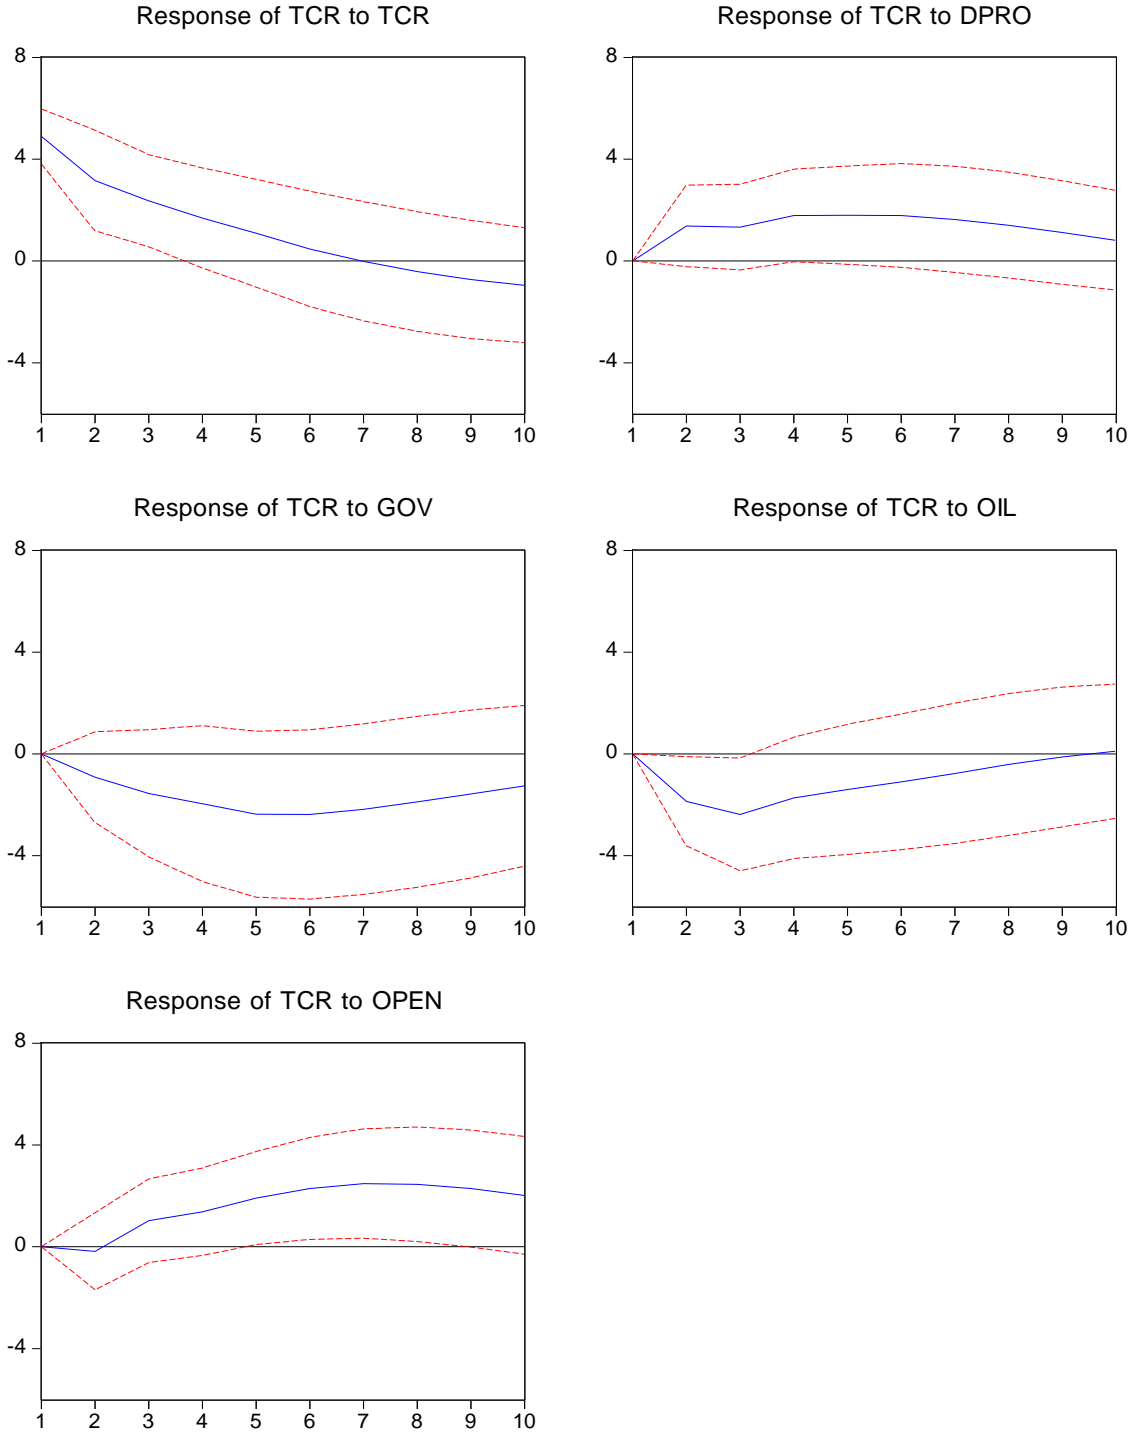 Response of TCR to TCR
8
4
0
-4
1 2 3 4 5 6 7 8 9 10
Response of TCR to DPRO
8
4
0
-4
1 2 3 4 5 6 7 8 9 10
Response of TCR to GOV
8
4
0
-4
1 2 3 4 5 6 7 8 9 10
Response of TCR to OIL
8
4
0
-4
1 2 3 4 5 6 7 8 9 10
Response of TCR to OPEN
8
4
0
-4
1 2 3 4 5 6 7 8 9 10